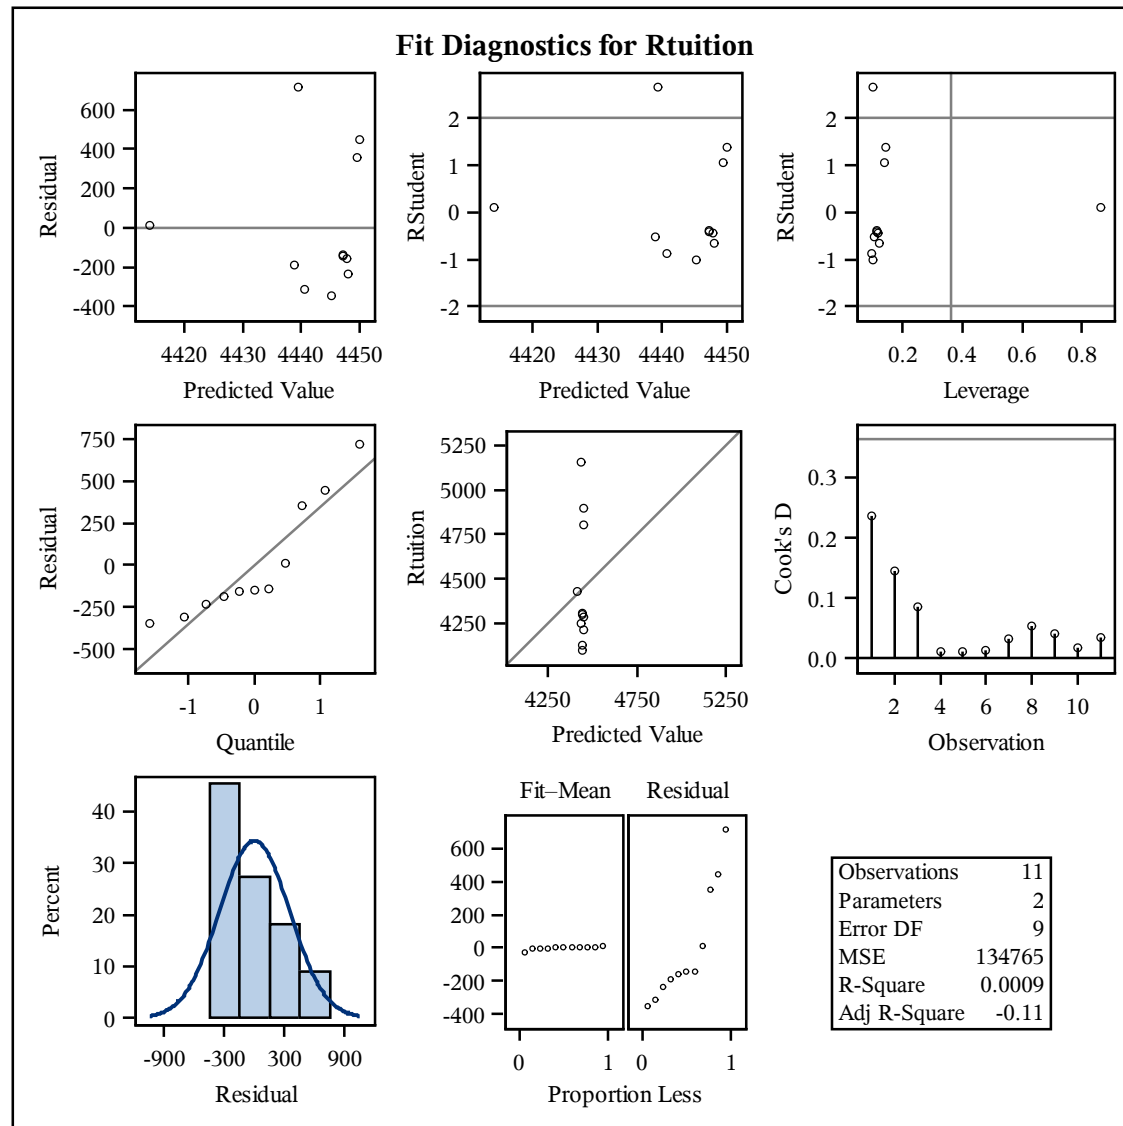 Fit Diagnostics for Rtuition
600
400
200
0
-200
-400
Residual
4420 4430 4440 4450
Predicted Value
2
1
0
-1
-2
RStudent
4420 4430 4440 4450
Predicted Value
2
1
0
-1
-2
RStudent
0.2 0.4 0.6 0.8
Leverage
750
500
250
0
-250
-500
Residual
-1 0 1
Quantile
5250
5000
4750
4500
4250
Rtuition
4250 4750 5250
Predicted Value
0.3
0.2
0.1
0.0
Cook's D
2 4 6 8 10
Observation
40
30
20
10
0
Percent
-900 -300 300 900
Residual
Fit–Mean Residual
600
400
200
0
-200
-400
0 1 0 1
Proportion Less
Observations 11
Parameters 2
Error DF 9
MSE 134765
R-Square 0.0009
Adj R-Square -0.11